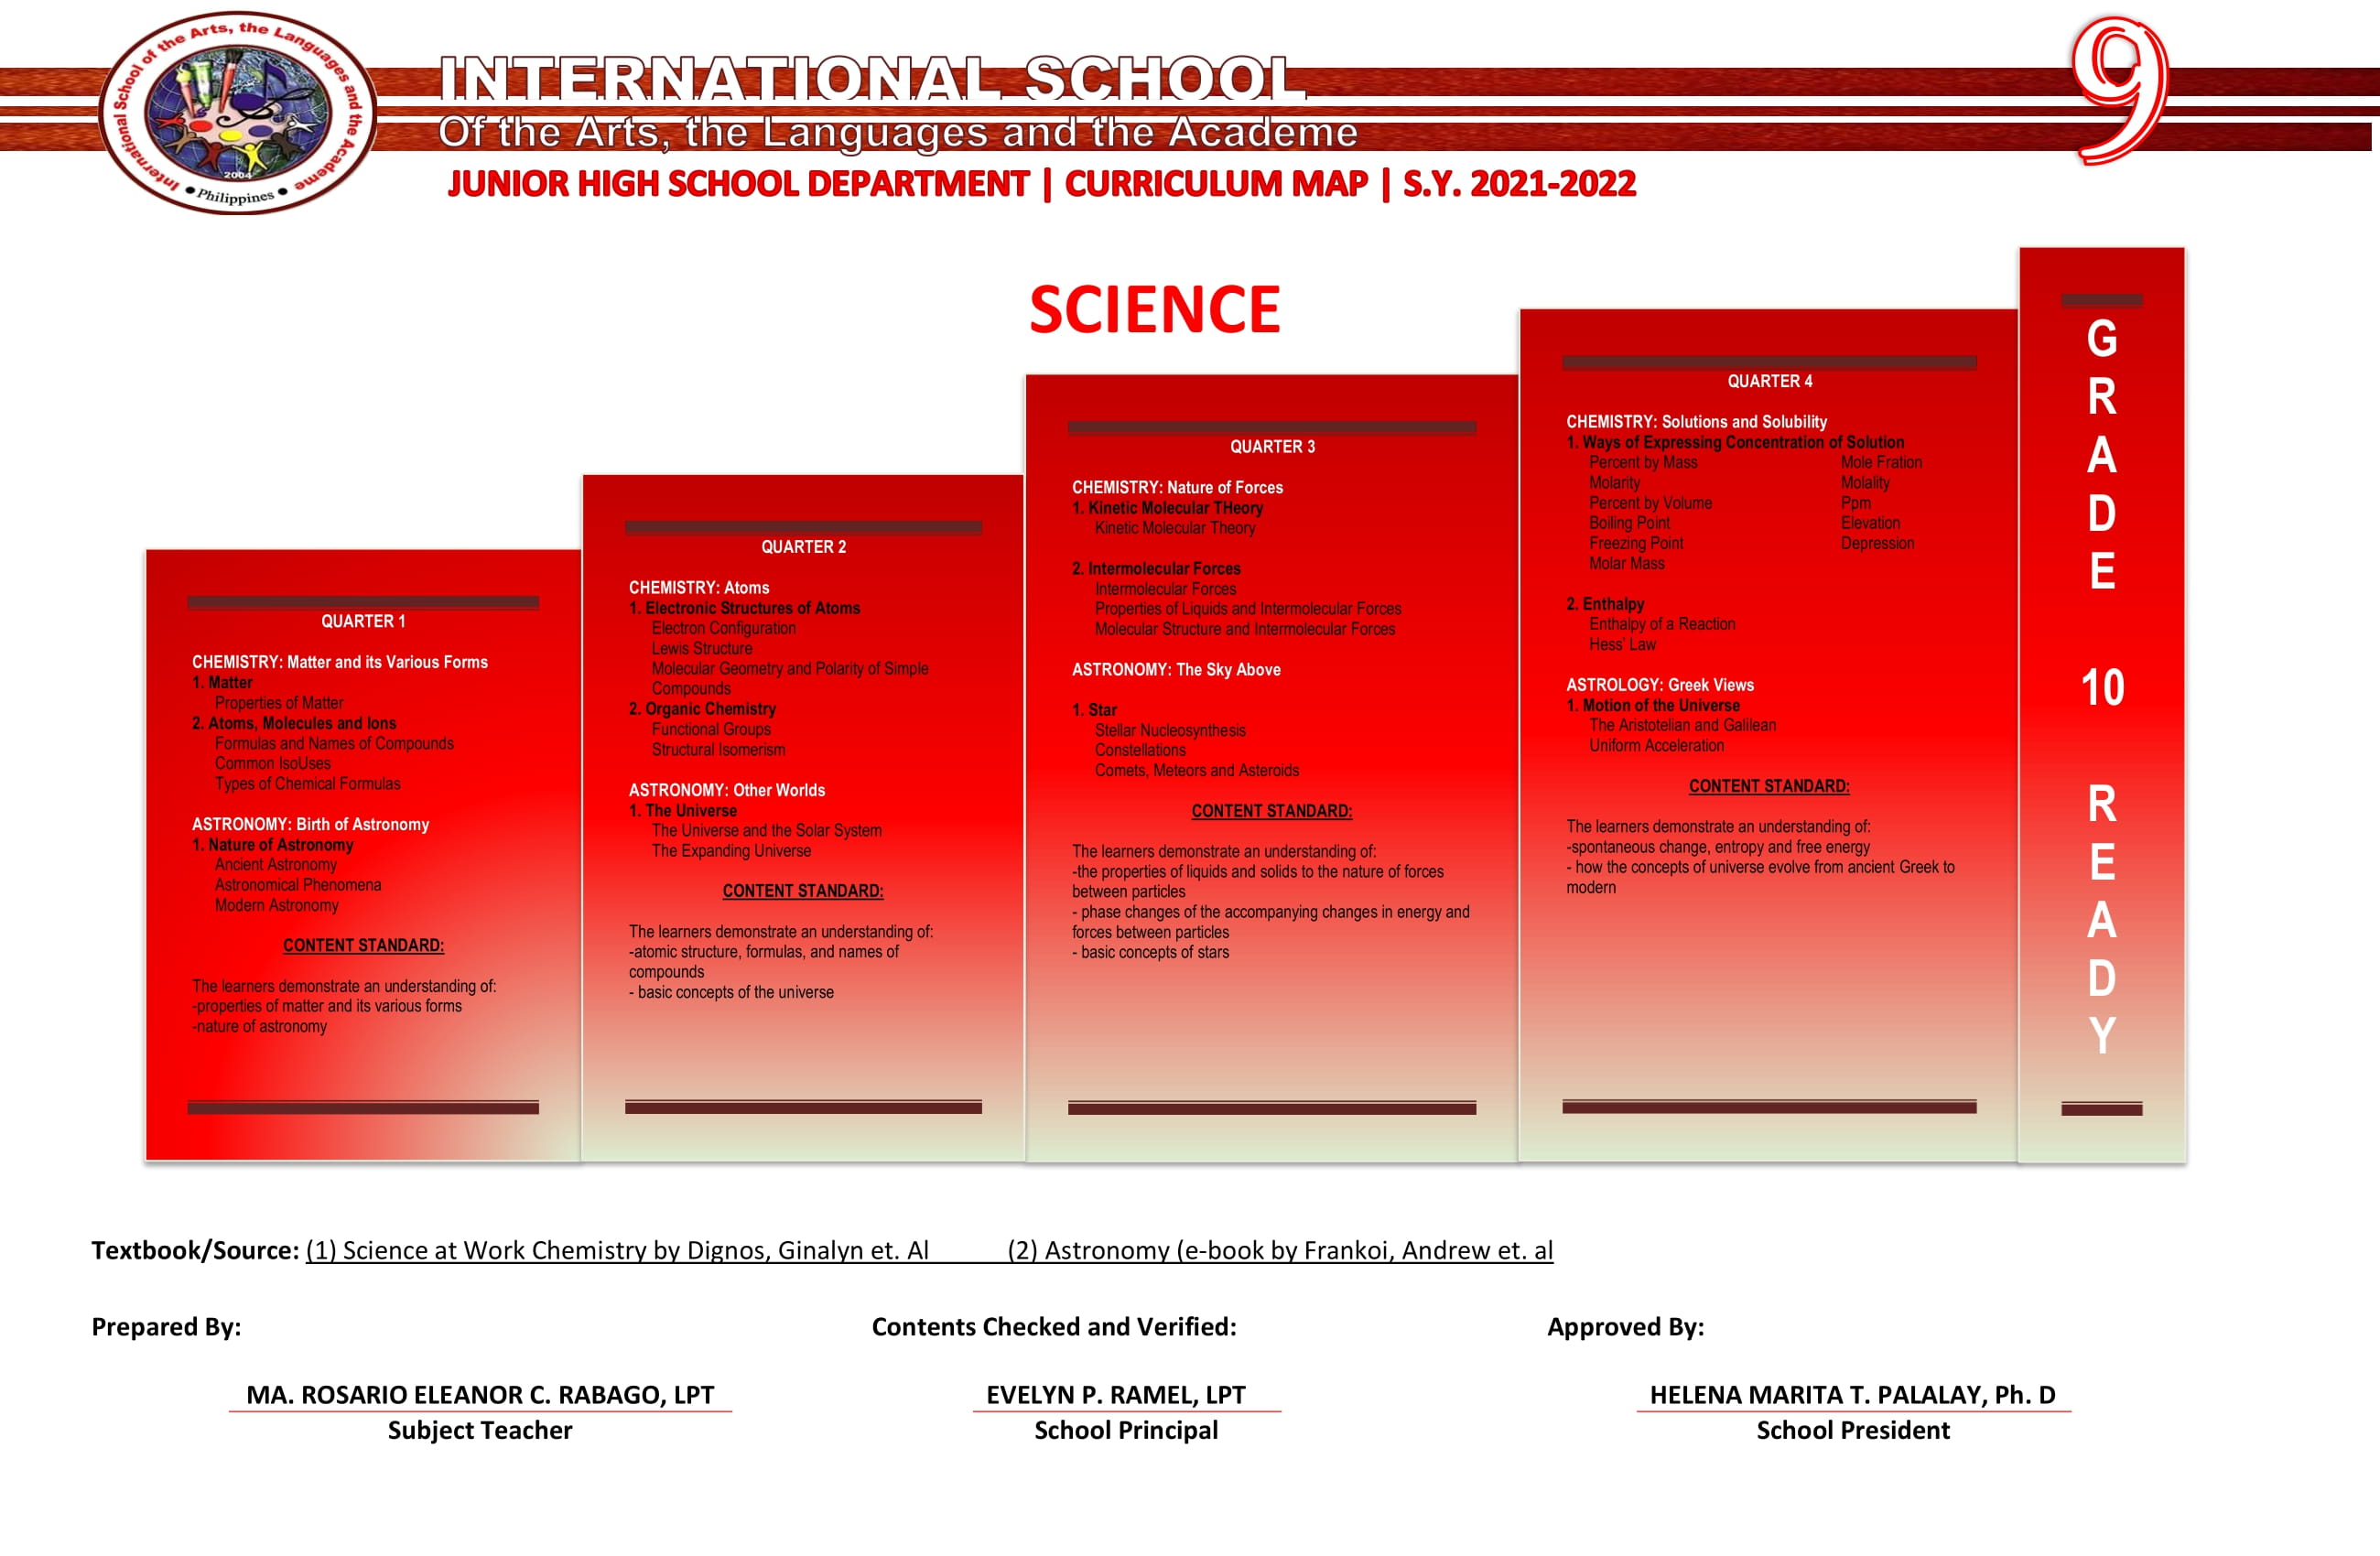 International School of the Arts, the Languages and the Academe
2004
Philippines
INTERNATIONAL SCHOOL
Of the Arts, the Languages and the Academe
JUNIOR HIGH SCHOOL DEPARTMENT | CURRICULUM MAP | S.Y. 2021-2022
9
SCIENCE
QUARTER 1
CHEMISTRY: Matter and its Various Forms
1. Matter
Properties of Matter
2. Atoms, Molecules and Ions
Formulas and Names of Compounds
Common IsoUses
Types of Chemical Formulas
ASTRONOMY: Birth of Astronomy
1. Nature of Astronomy
Ancient Astronomy
Astronomical Phenomena
Modern Astronomy
CONTENT STANDARD:
The learners demonstrate an understanding of:
-properties of matter and its various forms
-nature of astronomy
QUARTER 2
CHEMISTRY: Atoms
1. Electronic Structures of Atoms
Electron Configuration
Lewis Structure
Molecular Geometry and Polarity of Simple
Compounds
2. Organic Chemistry
Functional Groups
Structural Isomerism
ASTRONOMY: Other Worlds
1. The Universe
The Universe and the Solar System
The Expanding Universe
CONTENT STANDARD:
The learners demonstrate an understanding of:
-atomic structure, formulas, and names of
compounds
- basic concepts of the universe
QUARTER 3
CHEMISTRY: Nature of Forces
1. Kinetic Molecular THeory
Kinetic Molecular Theory
2. Intermolecular Forces
Intermolecular Forces
Properties of Liquids and Intermolecular Forces
Molecular Structure and Intermolecular Forces
ASTRONOMY: The Sky Above
1. Star
Stellar Nucleosynthesis
Constellations
Comets, Meteors and Asteroids
CONTENT STANDARD:
The learners demonstrate an understanding of:
-the properties of liquids and solids to the nature of forces
between particles
- phase changes of the accompanying changes in energy and
forces between particles
- basic concepts of stars
QUARTER 4
CHEMISTRY: Solutions and Solubility
1. Ways of Expressing Concentration of Solution
Percent by Mass Mole Fration
Molarity Molality
Percent by Volume Ppm
Boiling Point Elevation
Freezing Point Depression
Molar Mass
2. Enthalpy
Enthalpy of a Reaction
Hess' Law
ASTROLOGY: Greek Views
1. Motion of the Universe
The Aristotelian and Galilean
Uniform Acceleration
CONTENT STANDARD:
The learners demonstrate an understanding of:
-spontaneous change, entropy and free energy
- how the concepts of universe evolve from ancient Greek to
modern
GRADE 10 READY
Textbook/Source: (1) Science at Work Chemistry by Dignos, Ginalyn et. Al (2) Astronomy (e-book by Frankoi, Andrew et. al
Prepared By: Contents Checked and Verified: Approved By:
MA. ROSARIO ELEANOR C. RABAGO, LPT EVELYN P. RAMEL, LPT HELENA MARITA T. PALALAY, Ph. D
Subject Teacher School Principal School President